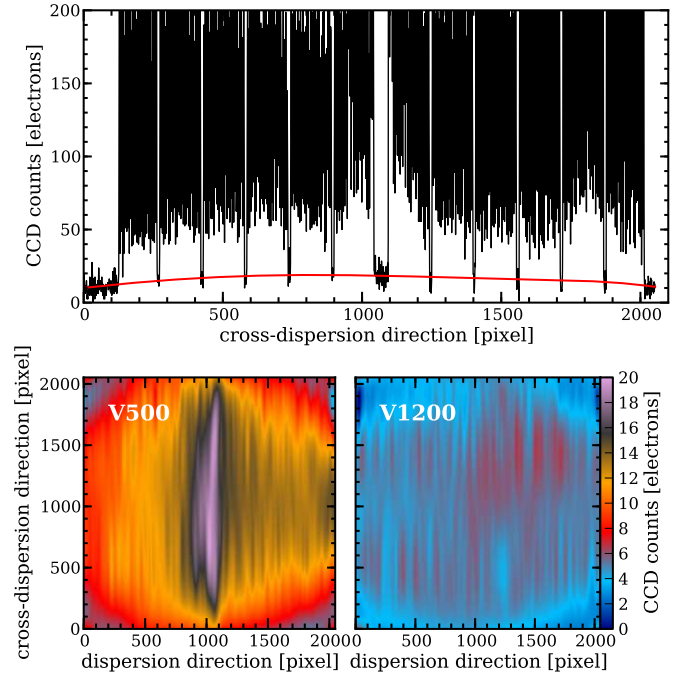 200
150
100
50
0
CCD counts [electrons]
0 500 1000 1500 2000
cross-dispersion direction [pixel]
V500
V1200
2000
1500
1000
500
0
cross-dispersion direction [pixel]
0 500 1000 1500 2000
dispersion direction [pixel]
0 500 1000 1500 2000
dispersion direction [pixel]
20
18
16
14
12
10
8
6
4
2
0
CCD counts [electrons]